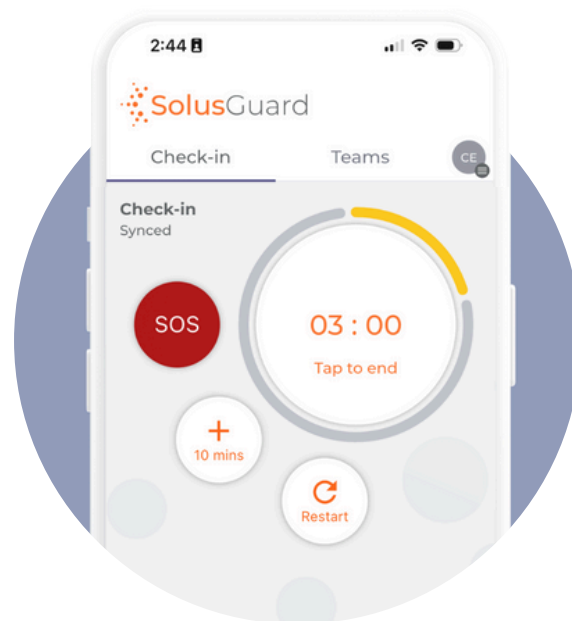 2:44
SolusGuard
Check-in Teams CE
Check-in
Synced
SOS
03 : 00
Tap to end
+
10 mins
Restart